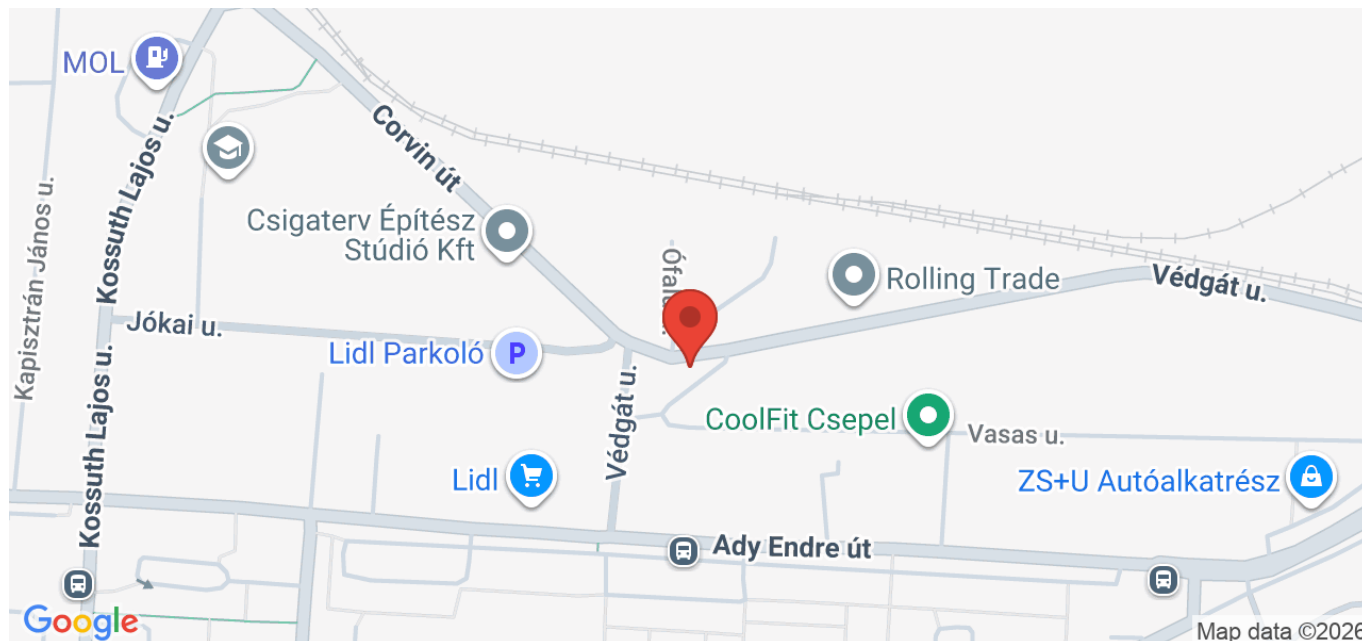 MOL
Kossuth Lajos u.
Corvin út
Kapisztrán János u.
Csigaterv Építész
Stúdió Kft
Rolling Trade
Védgát u.
Jókai u.
Lidl Parkoló
P
Kossuth Lajos u.
Védgát u.
CoolFit Csepel
Vasas u.
Lidl
ZS+U Autóalkatrész
Ady Endre út
Google
Map data ©2026